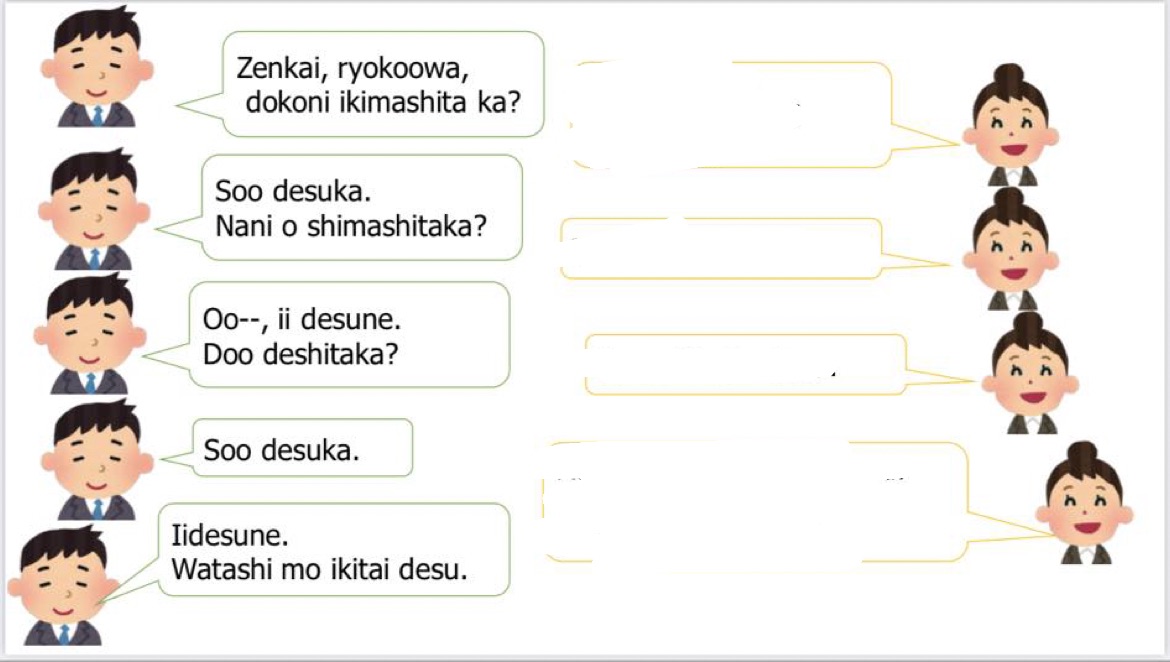 Zenkai, ryokoowa,
dokoni ikimashita ka?
Soo desuka.
Nani o shimashitaka?
Oo--, ii desune.
Doo deshitaka?
Soo desuka.
Iidesune.
Watashi mo ikitai desu.